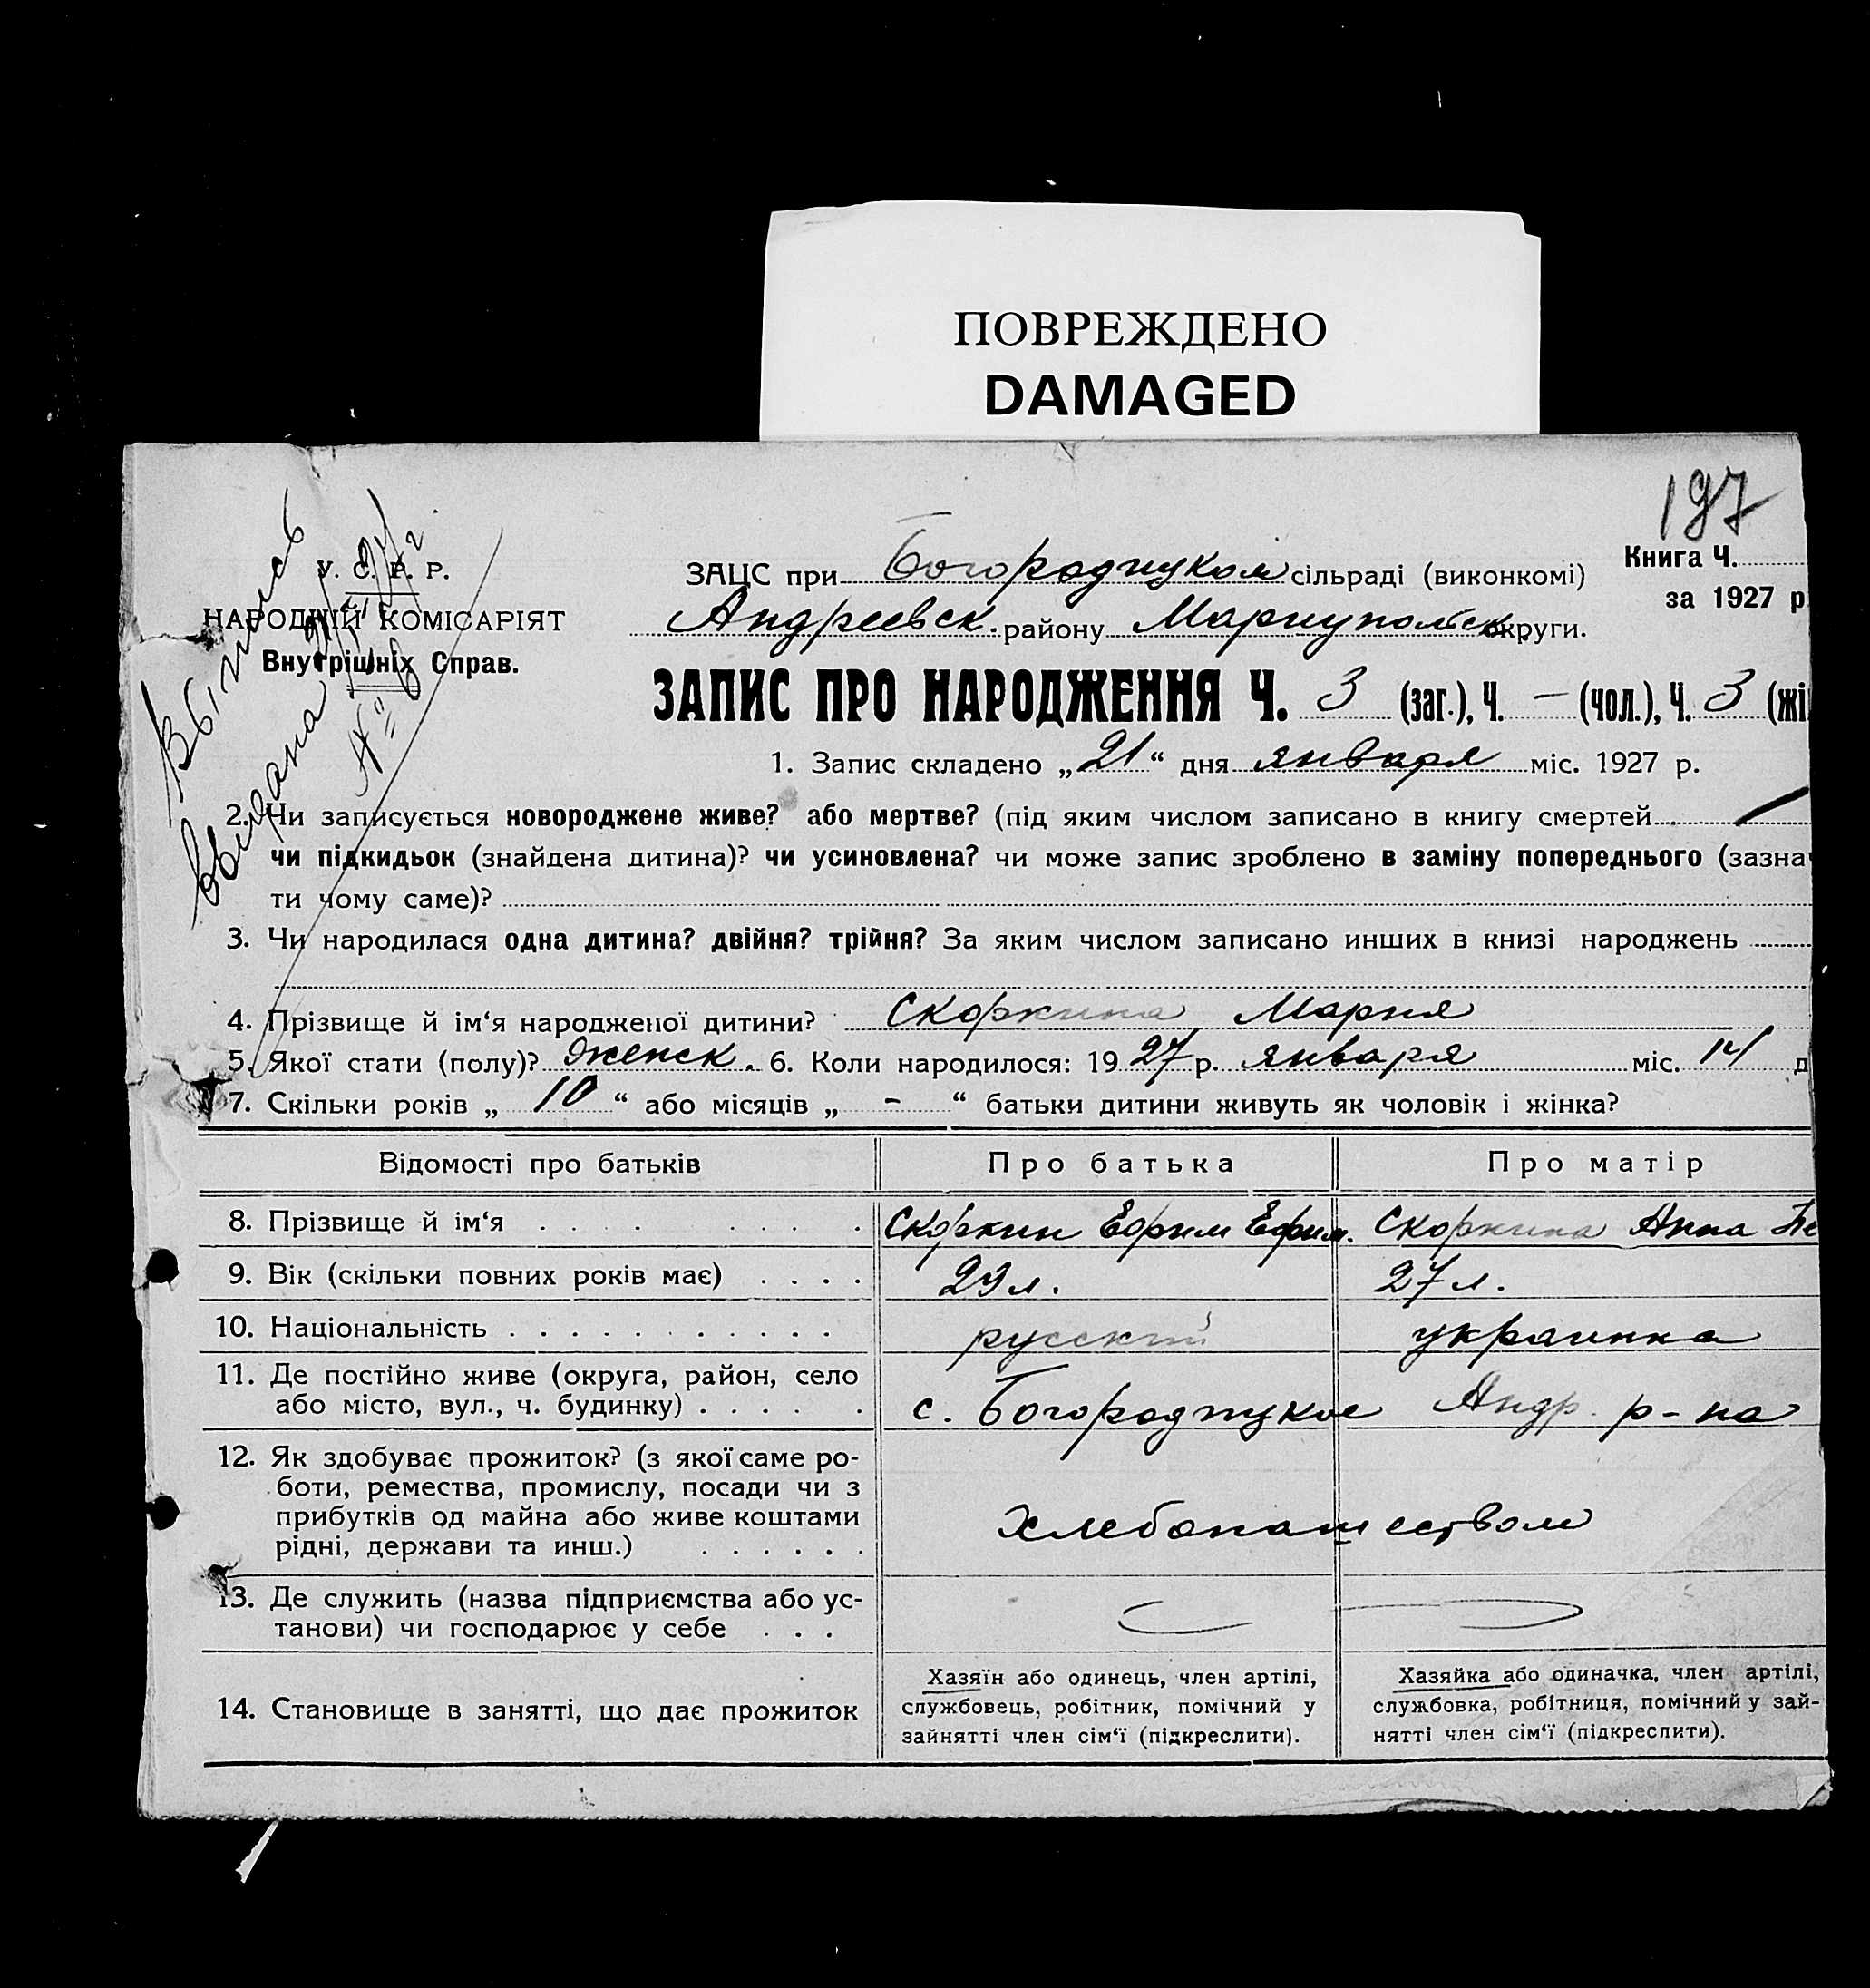 ПОВРЕЖДЕНО
DAMAGED
197
У. С. Р. Р.
НАРОДНІЙ КОМІСАРІЯТ
Внутрішніх Справ.
Выпись
выдана
ЗАЦС при Богородицком сільраді (виконкомі)
Книга Ч.
за 1927 р
Андреевск. району Мариупольск округи.
ЗАПИС ПРО НАРОДЖЕННЯ Ч. 3 (заг.), Ч. — (чол.), Ч. 3 (жі
1. Запис складено „21“ дня января міс. 1927 р.
2. Чи записується новороджене живе? або мертве? (під яким числом записано в книгу смертей —
чи підкидьок (знайдена дитина)? чи усиновлена? чи може запис зроблено в заміну попереднього (зазнач
ти чому саме)?
3. Чи народилася одна дитина? двійня? трійня? За яким числом записано инших в книзі народжень
4. Прізвище й ім‘я народженої дитини? Скоркина Мария
5. Якої стати (полу)? женск. 6. Коли народилося: 1927 р. января міс. 14 д
7. Скільки років „10“ або місяців „-“ батьки дитини живуть як чоловік і жінка?
Відомості про батьків Про батька Про матір
8. Прізвище й ім‘я . . . . . . . . . Скоркин Ефрим Ефим. Скоркина Анна
9. Вік (скільки повних років має) . . . . 29 л. 27 л.
10. Національність . . . . . . . . . . . русский украинка
11. Де постійно живе (округа, район, село
або місто, вул., ч. будинку) . . . . . с. Богородицкое Андр. р-на
12. Як здобуває прожиток? (з якої саме ро-
боти, ремества, промислу, посади чи з
прибутків од майна або живе коштами
рідні, держави та инш.) . . . . . .
Хлебопашеством
13. Де служить (назва підприємства або ус-
танови) чи господарює у себе . . .
14. Становище в занятті, що дає прожиток
Хазяїн або одинець, член артілі,
службовець, робітник, помічний у
зайнятті член сім‘ї (підкреслити).
Хазяйка або одиначка, член артілі,
службовка, робітниця, помічний у зай-
нятті член сім‘ї (підкреслити).